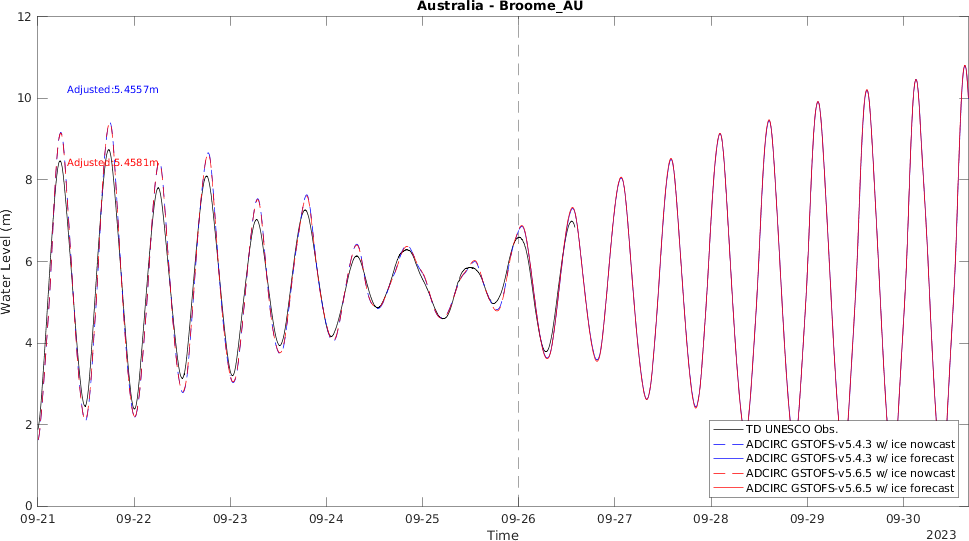 Australia - Broome_AU
12
10
8
6
4
2
0
Water Level (m)
Adjusted:5.4557m
Adjusted:5.4581m
TD UNESCO Obs.
ADCIRC GSTOFS-v5.4.3 w/ ice nowcast
ADCIRC GSTOFS-v5.4.3 w/ ice forecast
ADCIRC GSTOFS-v5.6.5 w/ ice nowcast
ADCIRC GSTOFS-v5.6.5 w/ ice forecast
09-21 09-22 09-23 09-24 09-25 09-26 09-27 09-28 09-29 09-30
Time
2023